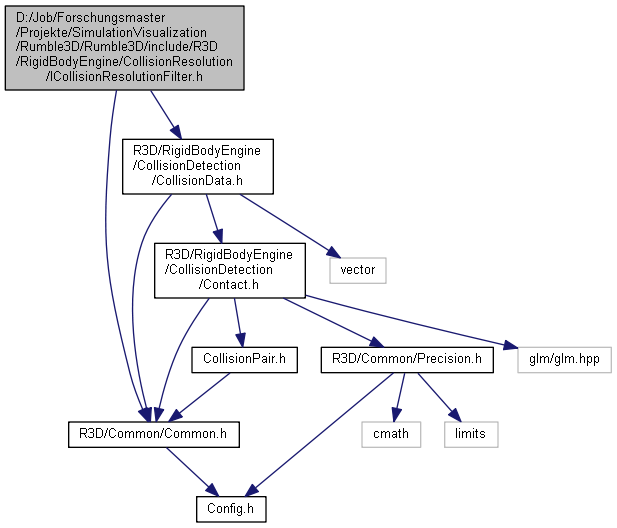 D:/Job/Forschungsmaster
/Projekte/SimulationVisualization
/Rumble3D/Rumble3D/include/R3D
/RigidBodyEngine/CollisionResolution
/ICollisionResolutionFilter.h
R3D/RigidBodyEngine
/CollisionDetection
/CollisionData.h
R3D/RigidBodyEngine
/CollisionDetection
/Contact.h
vector
CollisionPair.h
R3D/Common/Precision.h
glm/glm.hpp
R3D/Common/Common.h
cmath
limits
Config.h